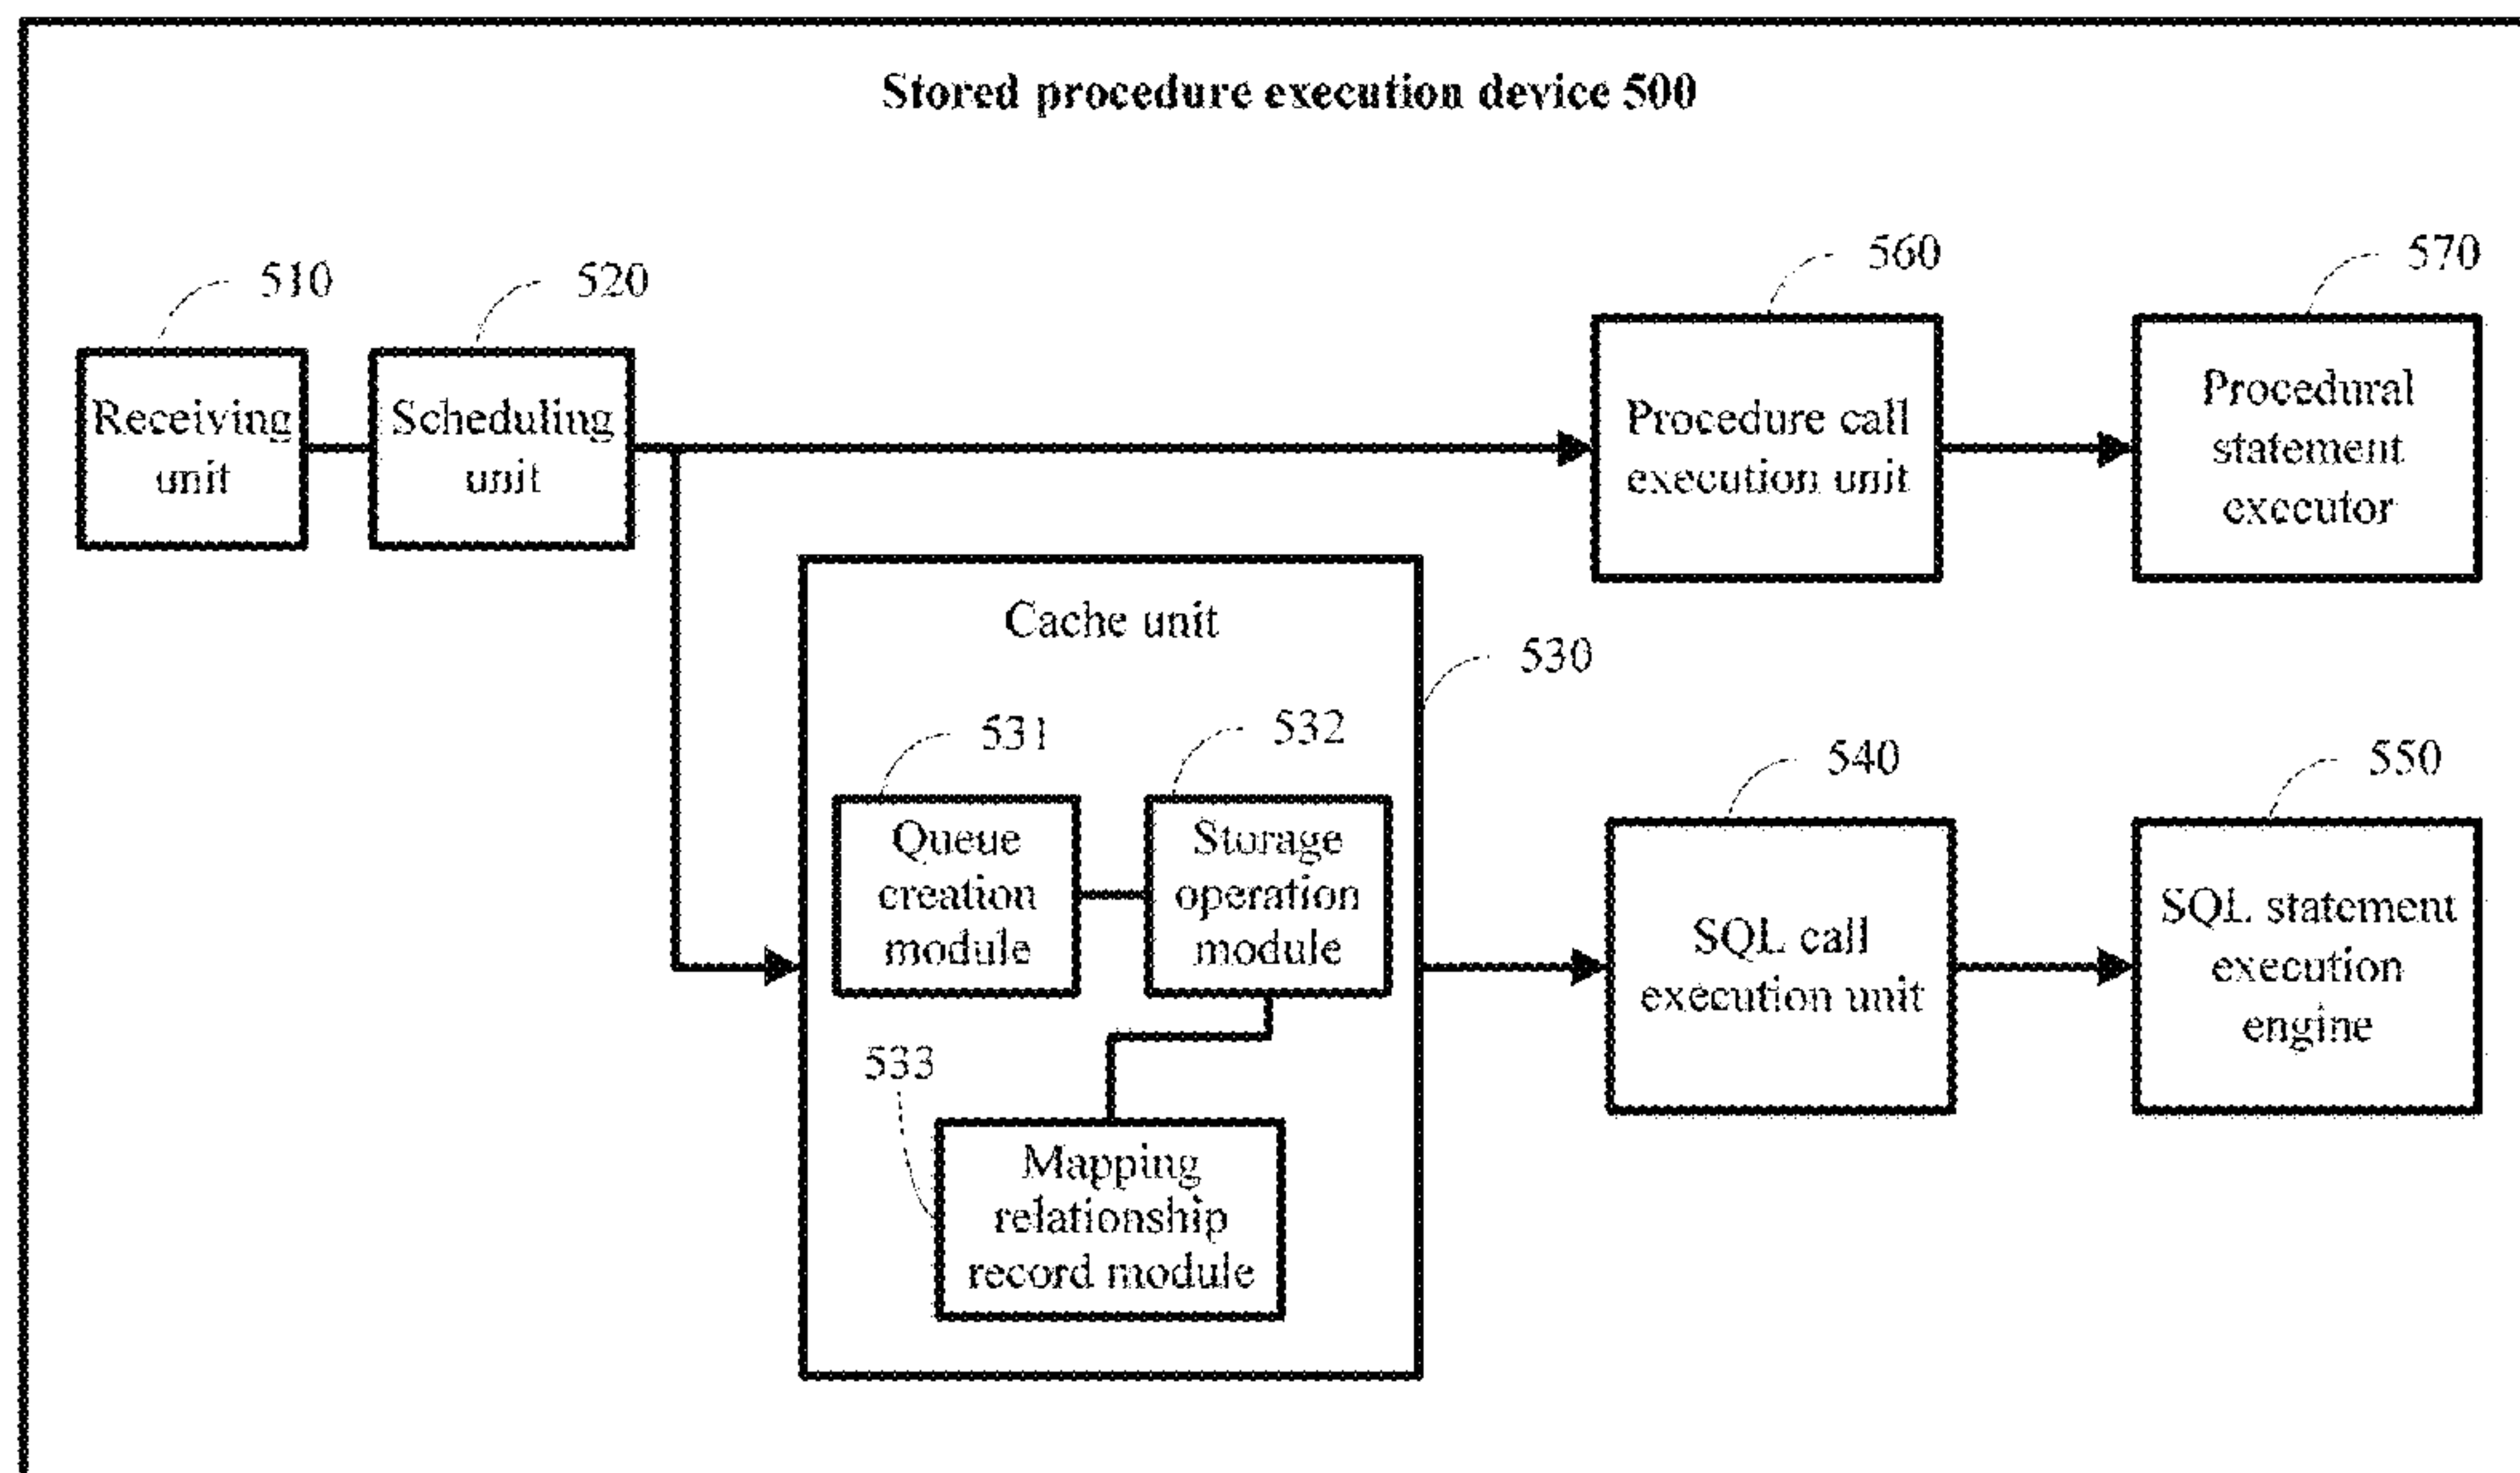 Stored procedure execution device 500
510
520
560
570
Receiving
unit
Scheduling
unit
Procedure call
execution unit
Procedural
statement
executor
Cache unit
530
531
532
540
550
Queue
creation
module
Storage
operation
module
SQL call
execution unit
SQL statement
execution
engine
533
Mapping
relationship
record module